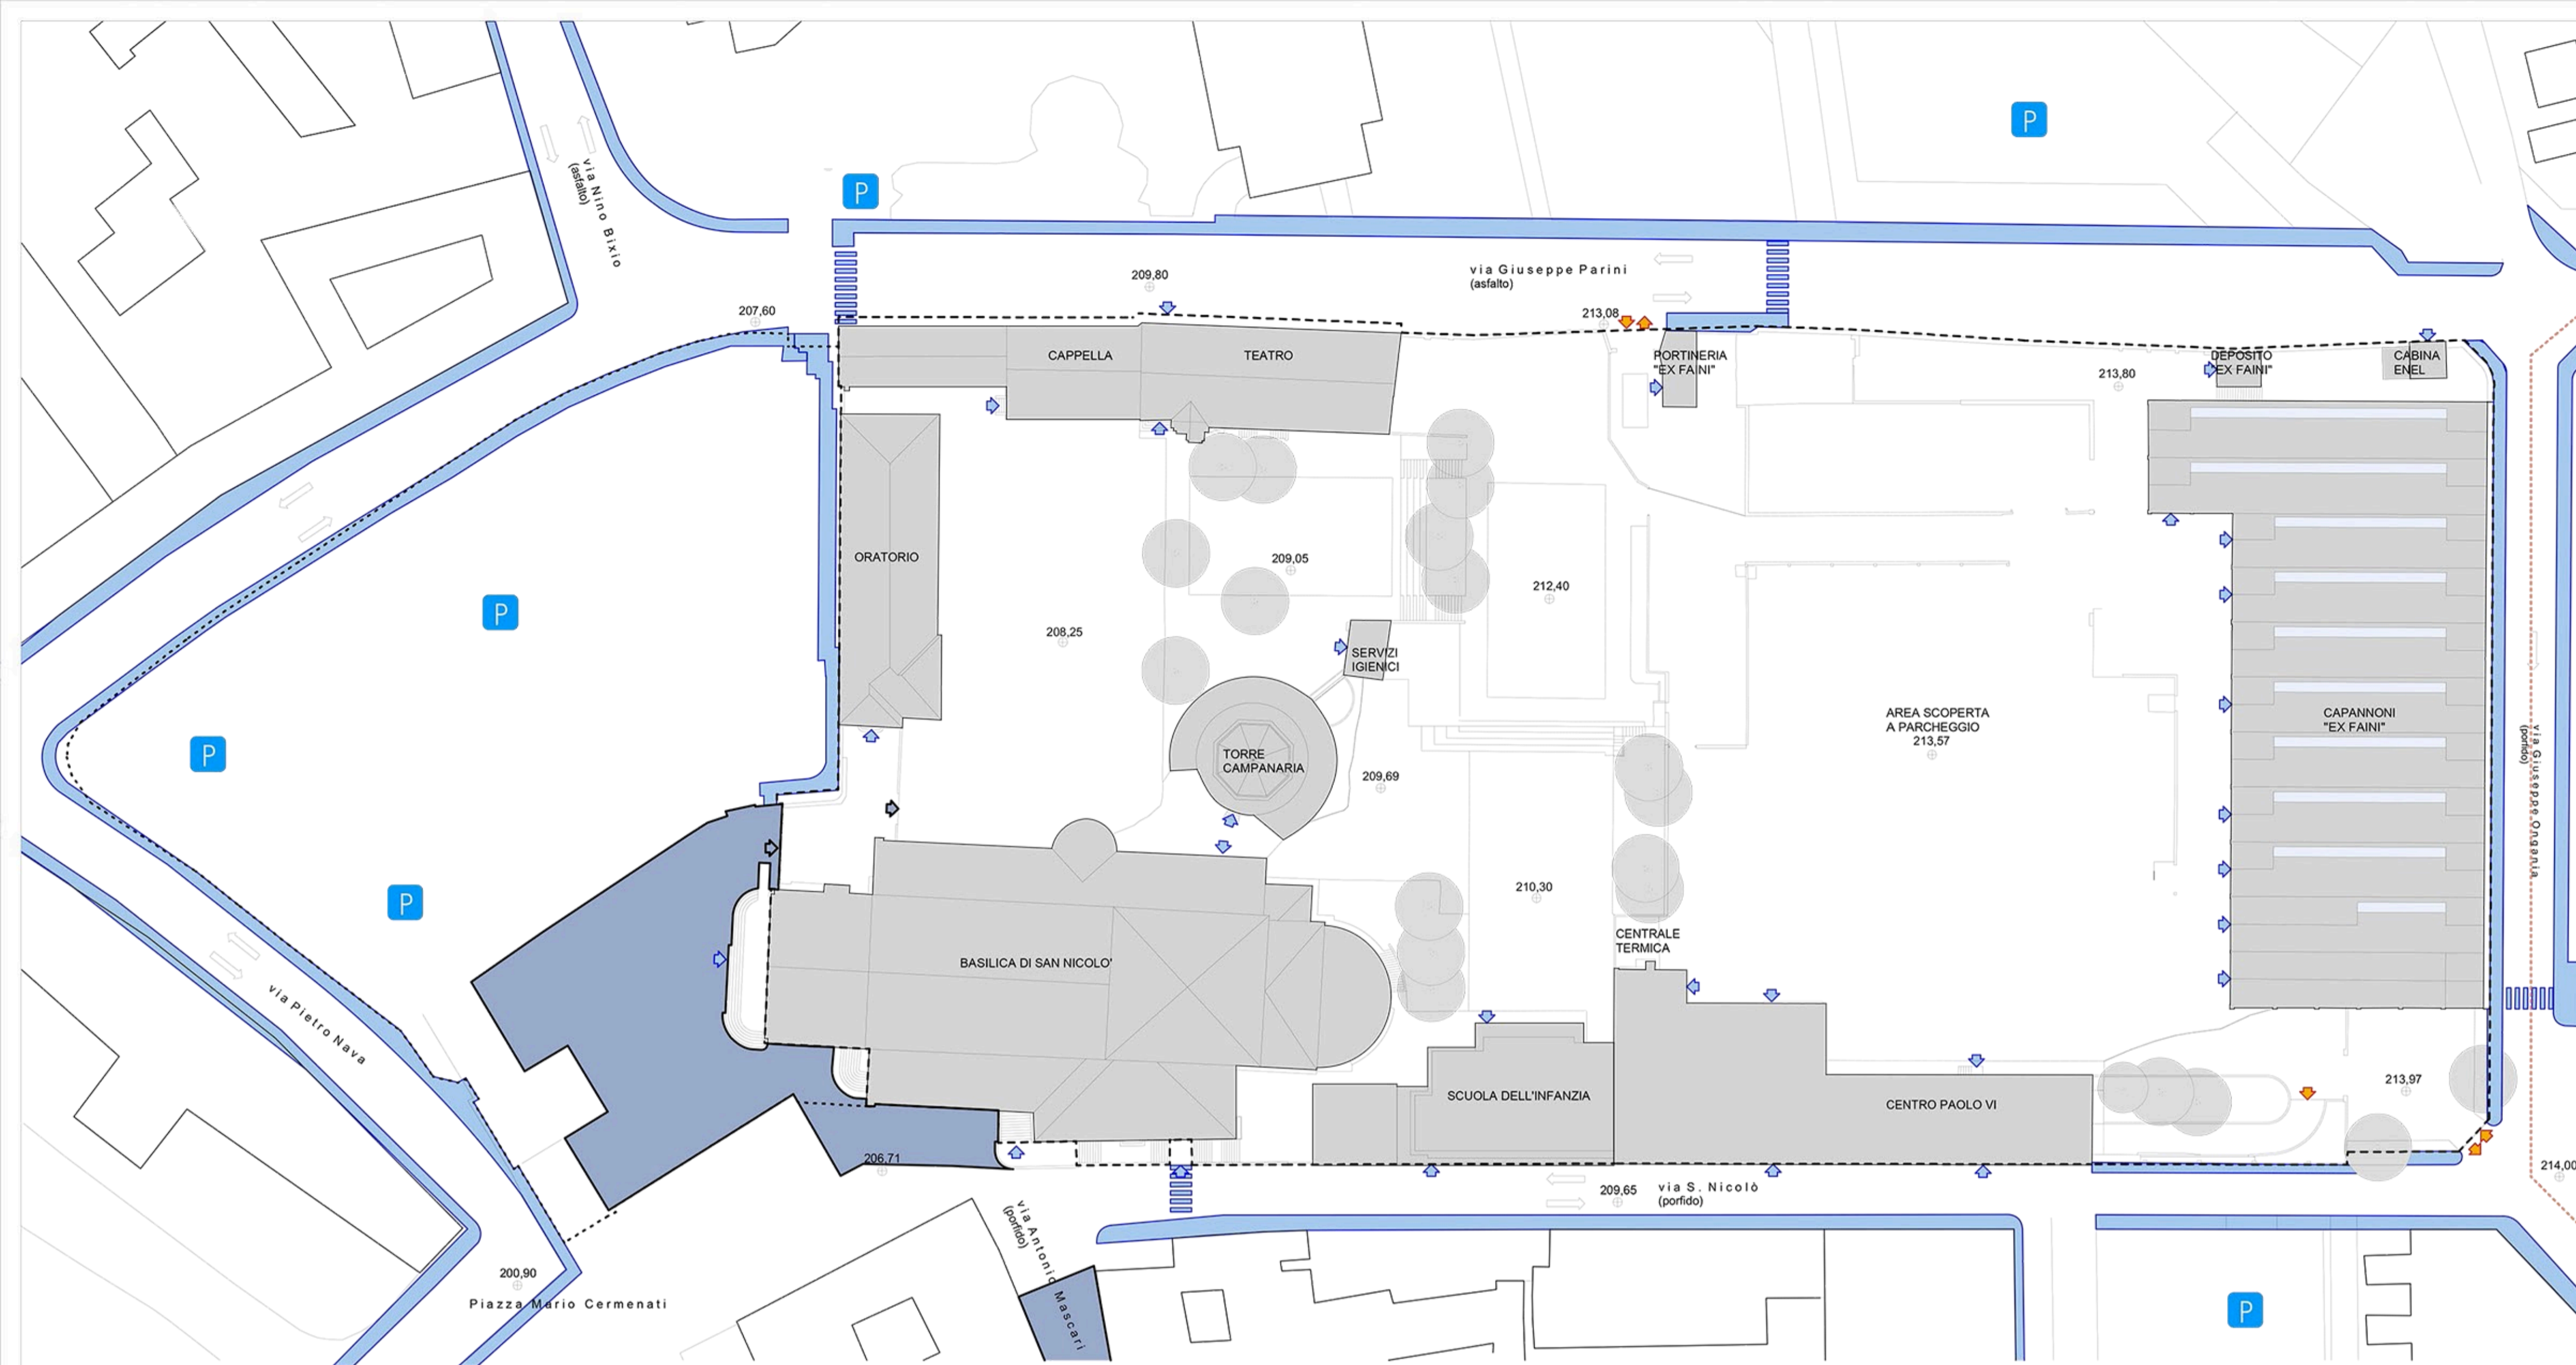 P
P
via Nino Bixio
(asfalto)
209,80
via Giuseppe Parini
(asfalto)
207,60
213,08
CAPPELLA
TEATRO
PORTINERIA
"EX FAINI"
213,80
DEPOSITO
"EX FAINI"
CABINA
ENEL
ORATORIO
209,05
212,40
P
208,25
SERVIZI
IGIENICI
AREA SCOPERTA
A PARCHEGGIO
213,57
CAPANNONI
"EX FAINI"
P
TORRE
CAMPANARIA
209,69
via Giuseppe Ongania
(porfido)
P
210,30
CENTRALE
TERMICA
BASILICA DI SAN NICOLO'
via Pietro Nava
SCUOLA DELL'INFANZIA
CENTRO PAOLO VI
213,97
206,71
214,00
209,65
via S. Nicolò
(porfido)
via Antonio Mascari
(porfido)
200,90
Piazza Mario Cermenati
P